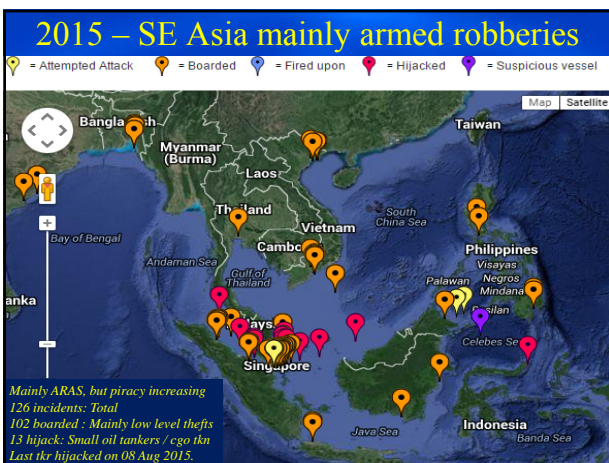 2015 – SE Asia mainly armed robberies
= Attempted Attack = Boarded = Fired upon = Hijacked = Suspicious vessel
Map Satellite
Taiwan
Myanmar
(Burma)
Laos
Thailand
Vietnam
South
China Sea
Bay of Bengal
Andaman Sea
Gulf of
Thailand
Philippines
Visayas
Negros
Palawan
anka
Celebes Se
Singapore
Indonesia
Java Sea
Banda Sea
Mainly ARAS, but piracy increasing
126 incidents: Total
102 boarded : Mainly low level thefts
13 hijack: Small oil tankers / cgo tkn
Last tkr hijacked on 08 Aug 2015.